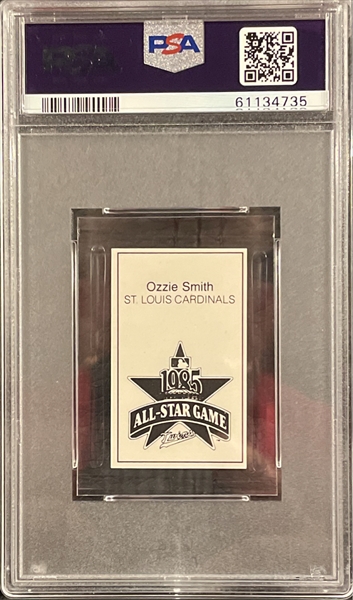 PSA
61134735
Ozzie Smith
ST. LOUIS CARDINALS
1985
ALL-STAR GAME